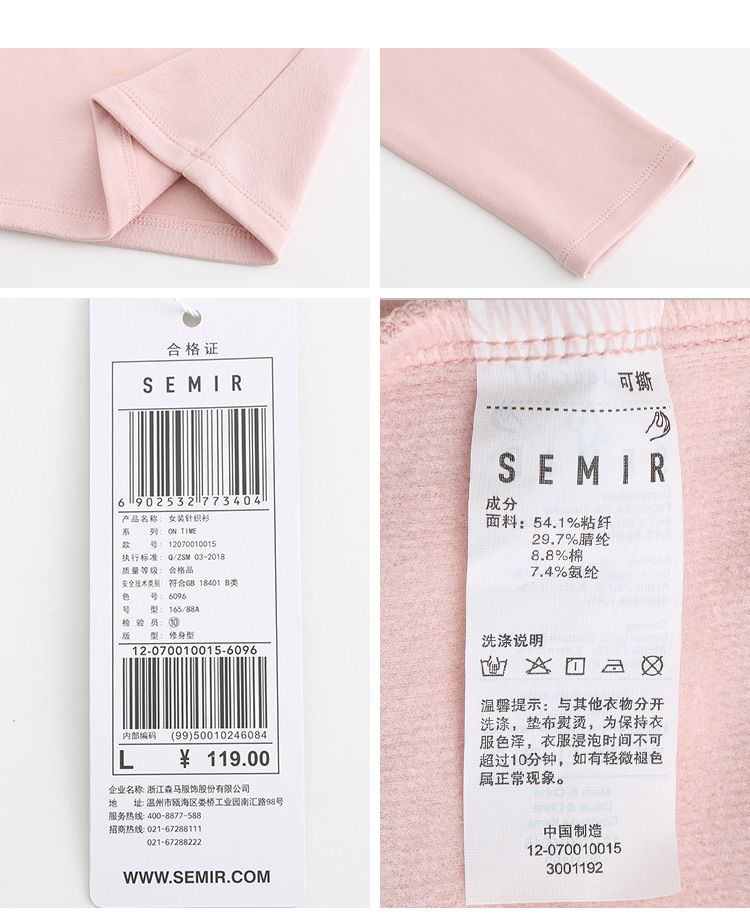 合格证
SEMIR
6 902532 773404
产品名称: 女装针织衫
系 列: ON TIME
款 号: 12070010015
执行标准: Q/ZSM 03-2018
质量等级: 合格品
安全技术类别: 符合GB 18401 B类
色 号: 6096
号 型: 165/88A
检 验 员: ⑩
版 型: 修身型
12-070010015-6096
内部编码 (99)50010246084
L ¥ 119.00
企业名称: 浙江森马服饰股份有限公司
地 址: 温州市瓯海区娄桥工业园南汇路98号
服务热线: 400-8877-588
招商热线: 021-67288111
021-67288222
WWW.SEMIR.COM
可撕
SEMIR
成分
面料: 54.1%粘纤
29.7%腈纶
8.8%棉
7.4%氨纶
洗涤说明
温馨提示: 与其他衣物分开
洗涤, 垫布熨烫, 为保持衣
服色泽, 衣服浸泡时间不可
超过10分钟, 如有轻微褪色
属正常现象。
中国制造
12-070010015
3001192